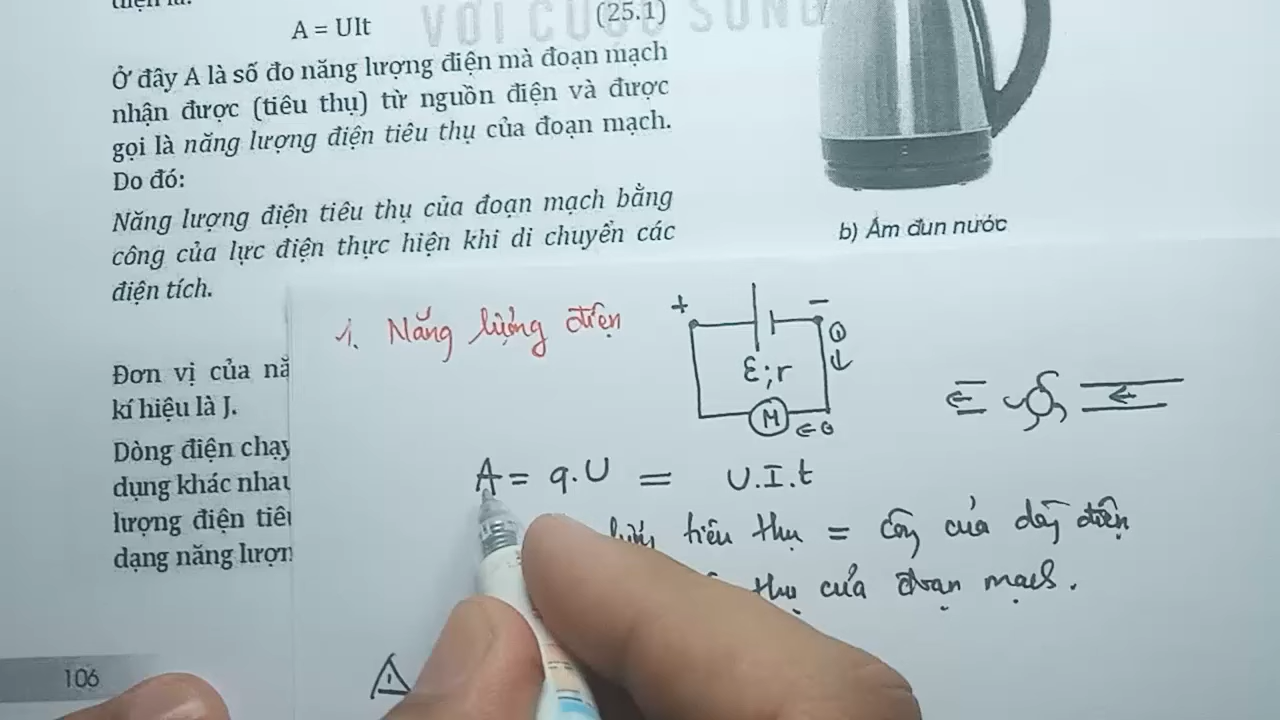 A = UIt (25.1)
VỚI CUỘC SỐNG
Ở đây A là số đo năng lượng điện mà đoạn mạch
nhận được (tiêu thụ) từ nguồn điện và được
gọi là năng lượng điện tiêu thụ của đoạn mạch.
Do đó:
Năng lượng điện tiêu thụ của đoạn mạch bằng
công của lực điện thực hiện khi di chuyển các
điện tích.
Đơn vị của nă
kí hiệu là J.
Dòng điện chạy
dụng khác nhau
lượng điện tiêu
dạng năng lượn
106
b) Ấm đun nước
1. Năng lượng điện
+ −
Ɛ;r
M
A = q.U = U.I.t
tiêu thụ = công của dòng điện
thụ của đoạn mạch.